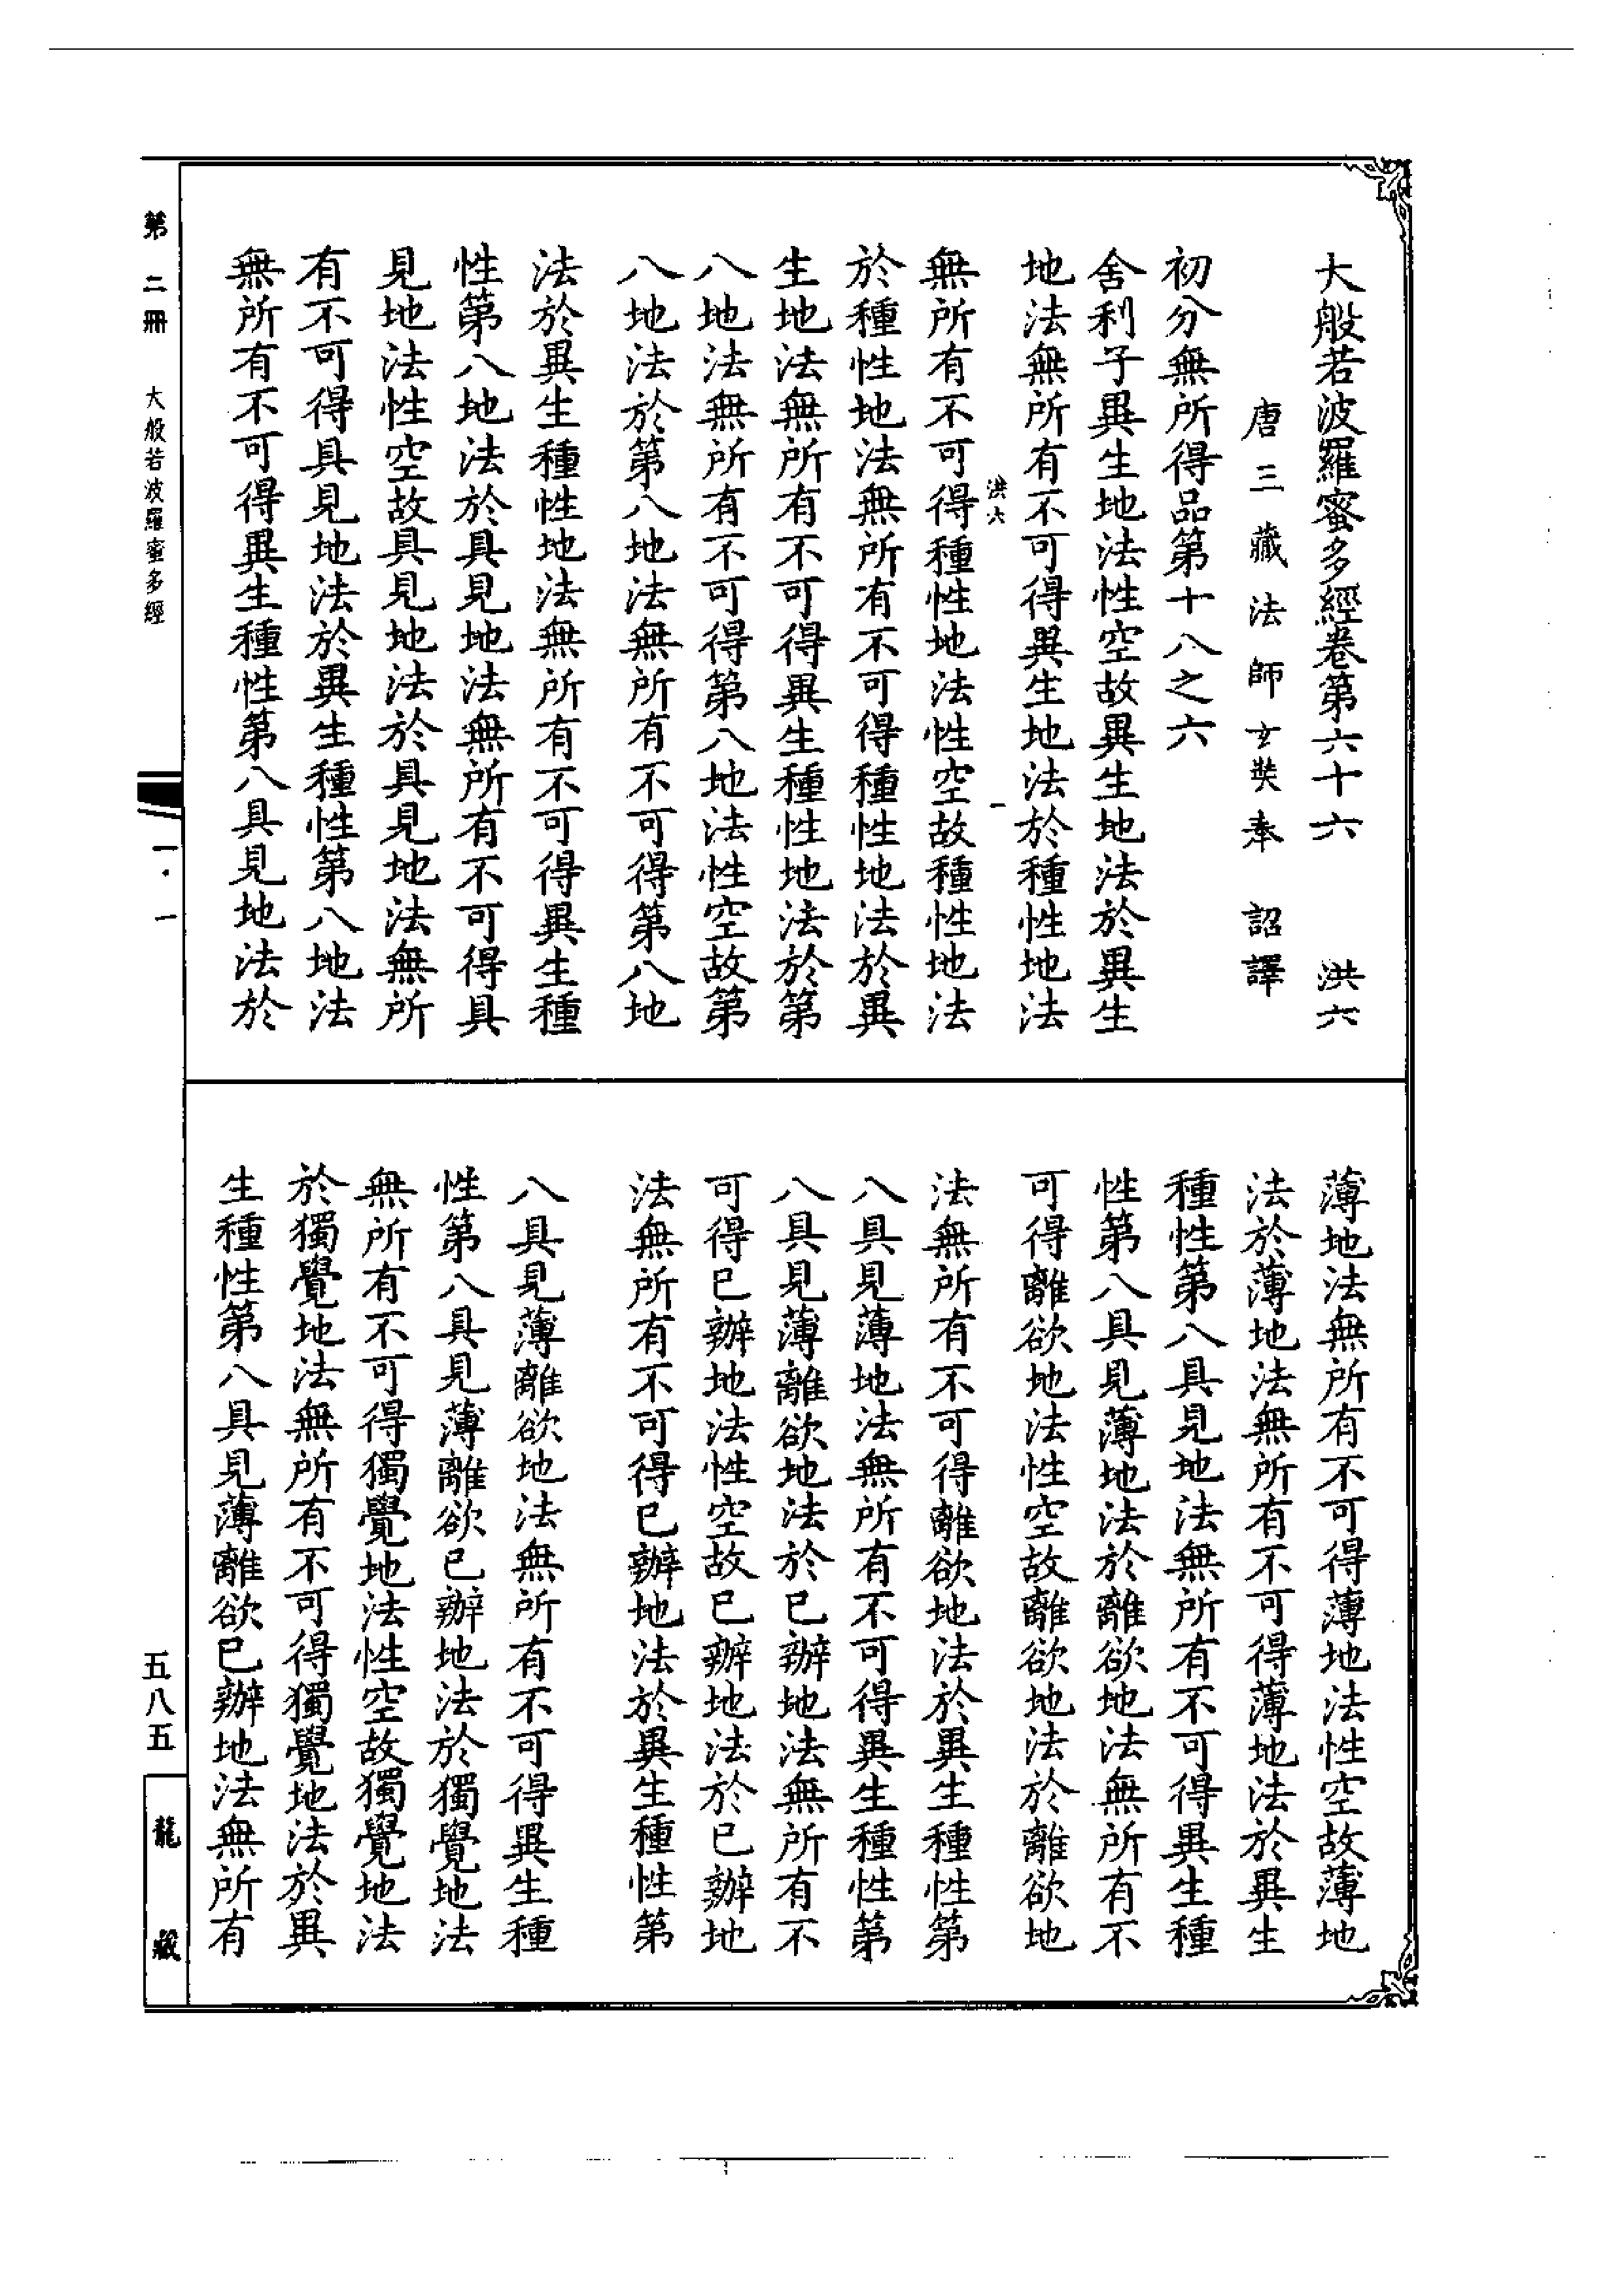 大般若波羅蜜多經卷第六十六 洪六
唐三藏法師玄奘奉 詔譯
初分無所得品第十八之六
舍利子異生地法性空故異生地法於異生
地法無所有不可得異生地法於種性地法
洪六 一
無所有不可得種性地法性空故種性地法
於種性地法無所有不可得種性地法於異
生地法無所有不可得異生種性地法於第
八地法無所有不可得第八地法性空故第
八地法於第八地法無所有不可得第八地
法於異生種性地法無所有不可得異生種
性第八地法於具見地法無所有不可得具
見地法性空故具見地法於具見地法無所
有不可得具見地法於異生種性第八地法
無所有不可得異生種性第八具見地法於
薄地法無所有不可得薄地法性空故薄地
法於薄地法無所有不可得薄地法於異生
種性第八具見地法無所有不可得異生種
性第八具見薄地法於離欲地法無所有不
可得離欲地法性空故離欲地法於離欲地
法無所有不可得離欲地法於異生種性第
八具見薄地法無所有不可得異生種性第
八具見薄離欲地法於已辦地法無所有不
可得已辦地法性空故已辦地法於已辦地
法無所有不可得已辦地法於異生種性第
八具見薄離欲地法無所有不可得異生種
性第八具見薄離欲已辦地法於獨覺地法
無所有不可得獨覺地法性空故獨覺地法
於獨覺地法無所有不可得獨覺地法於異
生種性第八具見薄離欲已辦地法無所有
第二冊 大般若波羅蜜多經 一·一 五八五 龍藏